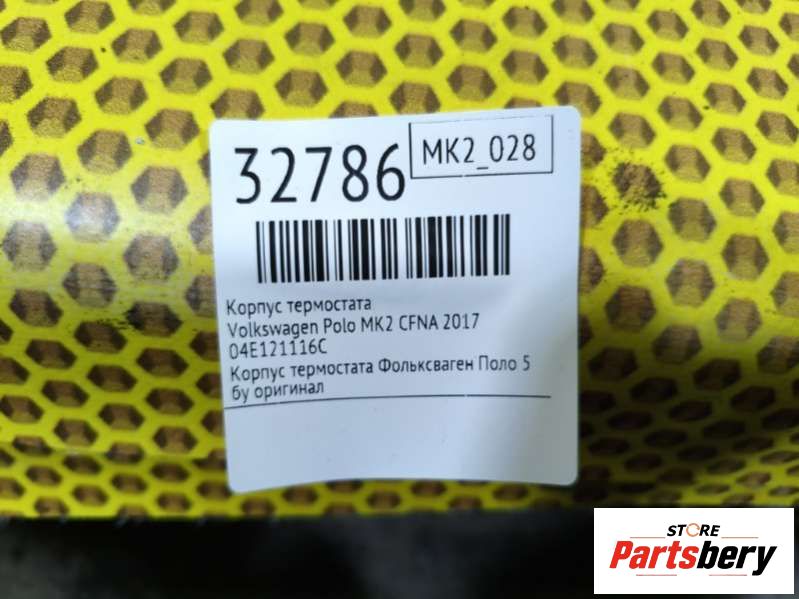 32786
MK2_028
Корпус термостата
Volkswagen Polo MK2 CFNA 2017
04E121116C
Корпус термостата Фольксваген Поло 5
бу оригинал
STORE
Partsbery